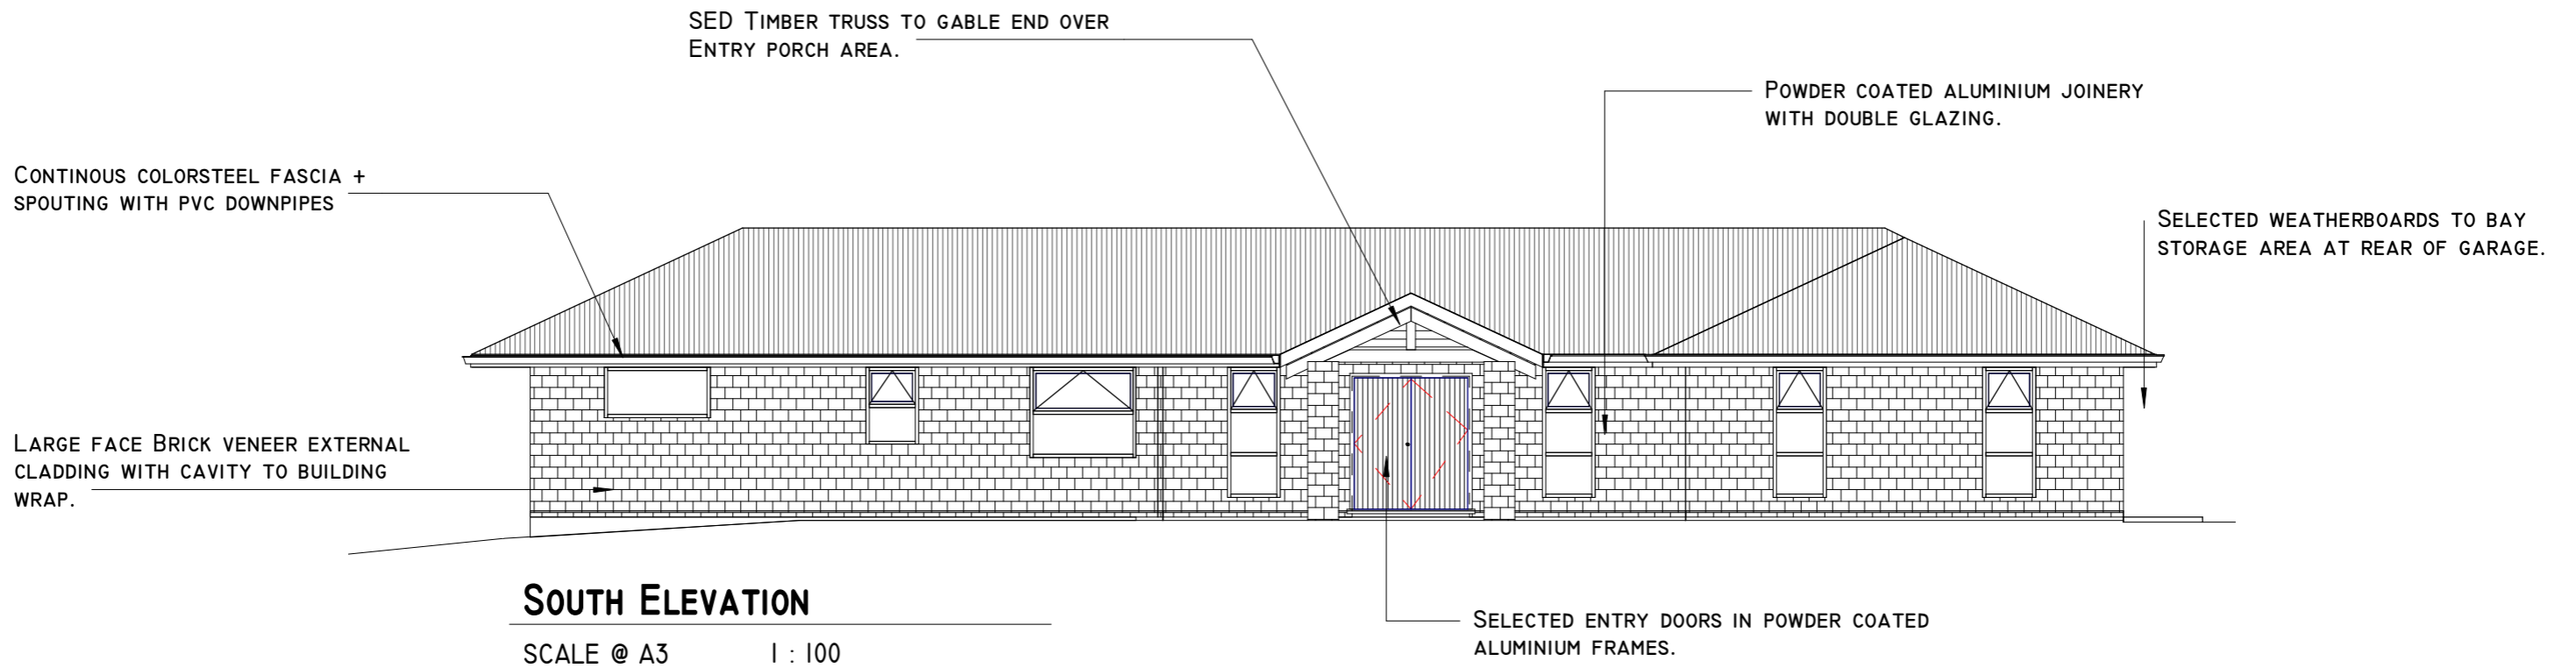 SED Timber truss to gable end over
Entry porch area.
Powder coated aluminium joinery
with double glazing.
Continous colorsteel fascia +
spouting with pvc downpipes
Selected weatherboards to bay
storage area at rear of garage.
Large face Brick veneer external
cladding with cavity to building
wrap.
South Elevation
SCALE @ A3 1 : 100
Selected entry doors in powder coated
aluminium frames.